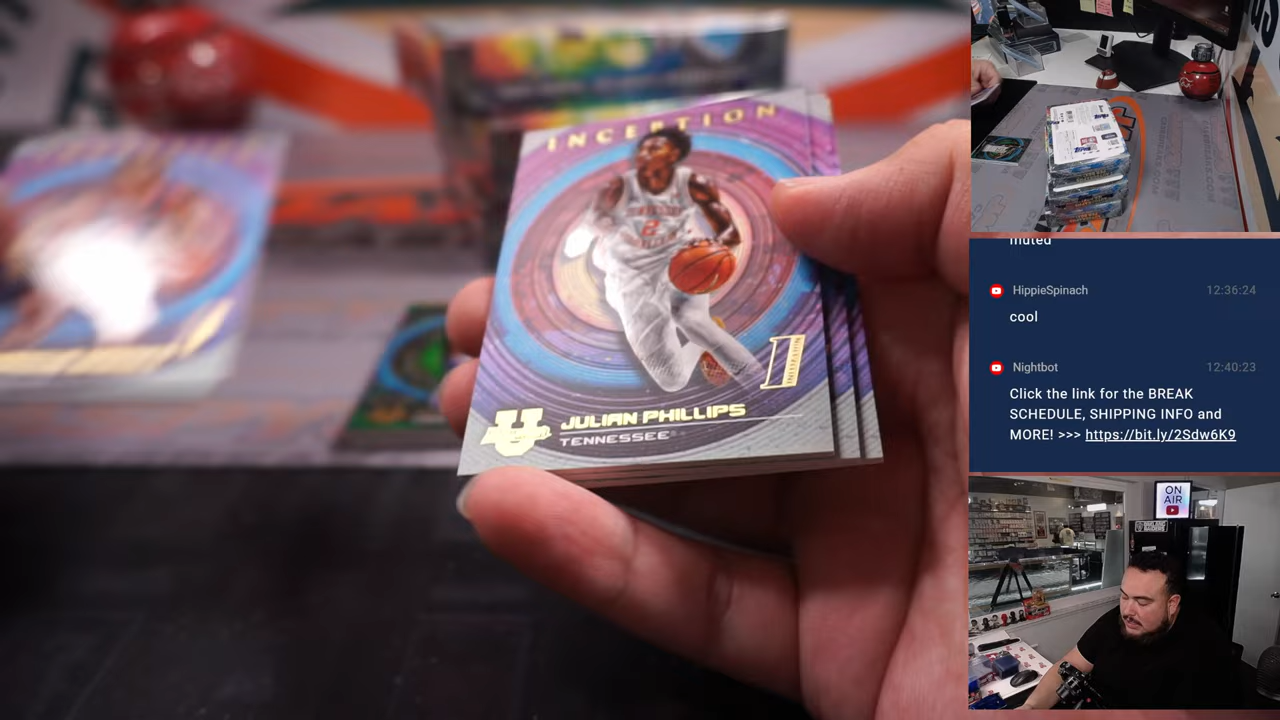 INCEPTION
JULIAN PHILLIPS
TENNESSEE
muted
HippieSpinach 12:36:24
cool
Nightbot 12:40:23
Click the link for the BREAK
SCHEDULE, SHIPPING INFO and
MORE! >>> https://bit.ly/2Sdw6K9
ON
AIR